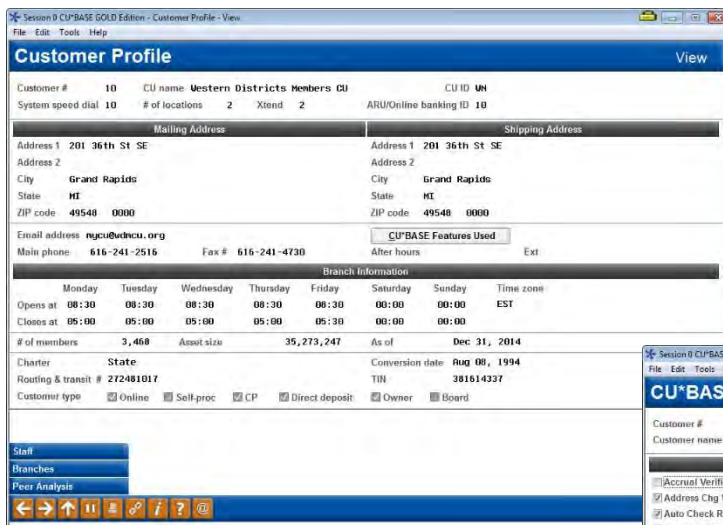 Session 0 CU*BASE GOLD Edition - Customer Profile - View
File Edit Tools Help
Customer Profile View
Customer # 10 CU name Western Districts Members CU CU ID WN
System speed dial 10 # of locations 2 Xtend 2 ARU/Online banking ID 10
Mailing Address Shipping Address
Address 1 201 36th St SE Address 1 201 36th St SE
Address 2 Address 2
City Grand Rapids City Grand Rapids
State MI State MI
ZIP code 49548 0000 ZIP code 49548 0000
Email address mycu@wdmcu.org CU*BASE Features Used
Main phone 616-241-2516 Fax # 616-241-4730 After hours Ext
Branch Information
Monday Tuesday Wednesday Thursday Friday Saturday Sunday Time zone
Opens at 08:30 08:30 08:30 08:30 08:30 00:00 00:00 EST
Closes at 05:00 05:00 05:00 05:00 05:30 00:00 00:00
# of members 3,468 Asset size 35,273,247 As of Dec 31, 2014
Charter State Conversion date Aug 08, 1994
Routing & transit # 272481017 TIN 381614337
Customer type Online Self-proc CP Direct deposit Owner Board
Staff
Branches
Peer Analysis
Session 0 CU*BAS
File Edit Tools
CU*BAS
Customer #
Customer name
Accrual Verifi
Address Chg
Auto Check R